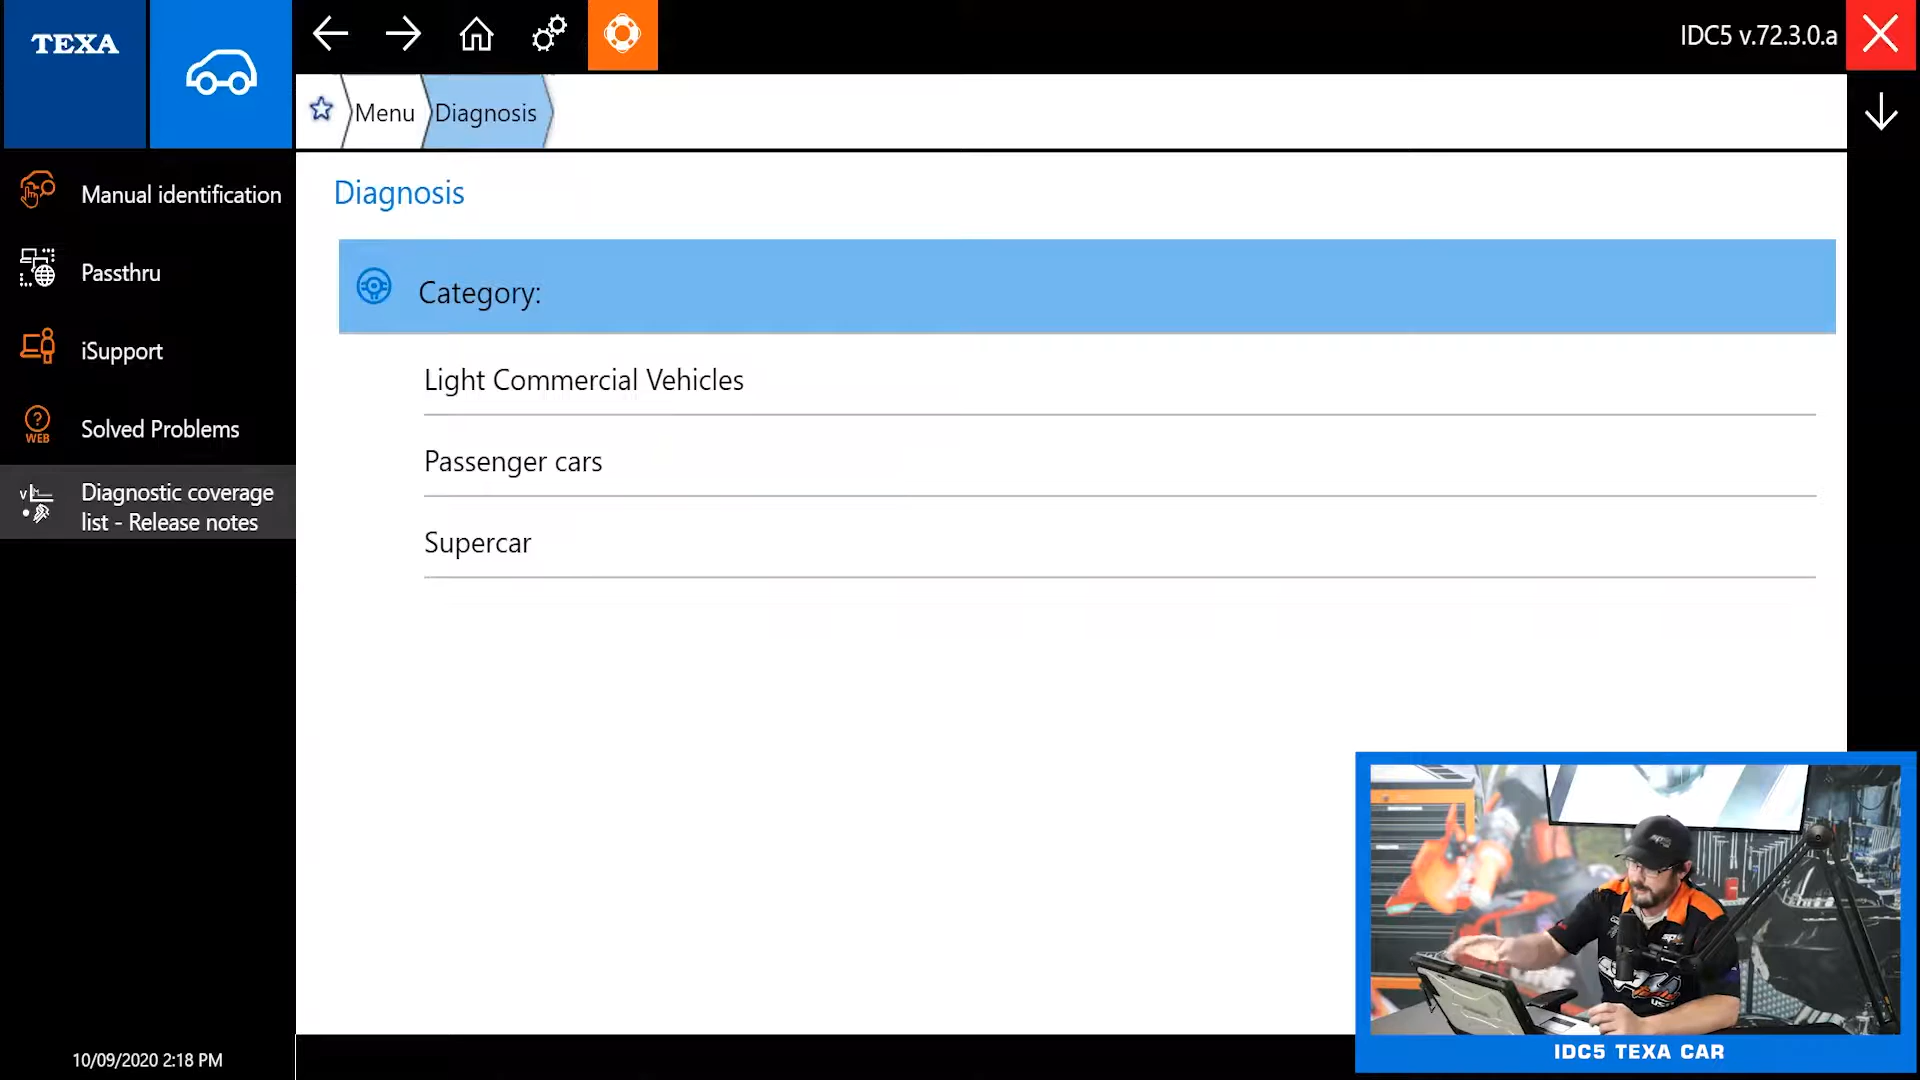 TEXA
IDC5 v.72.3.0.a
Menu
Diagnosis
Manual identification
Passthru
iSupport
WEB
Solved Problems
Diagnostic coverage
list - Release notes
10/09/2020 2:18 PM
Diagnosis
Category:
Light Commercial Vehicles
Passenger cars
Supercar
IDC5 TEXA CAR